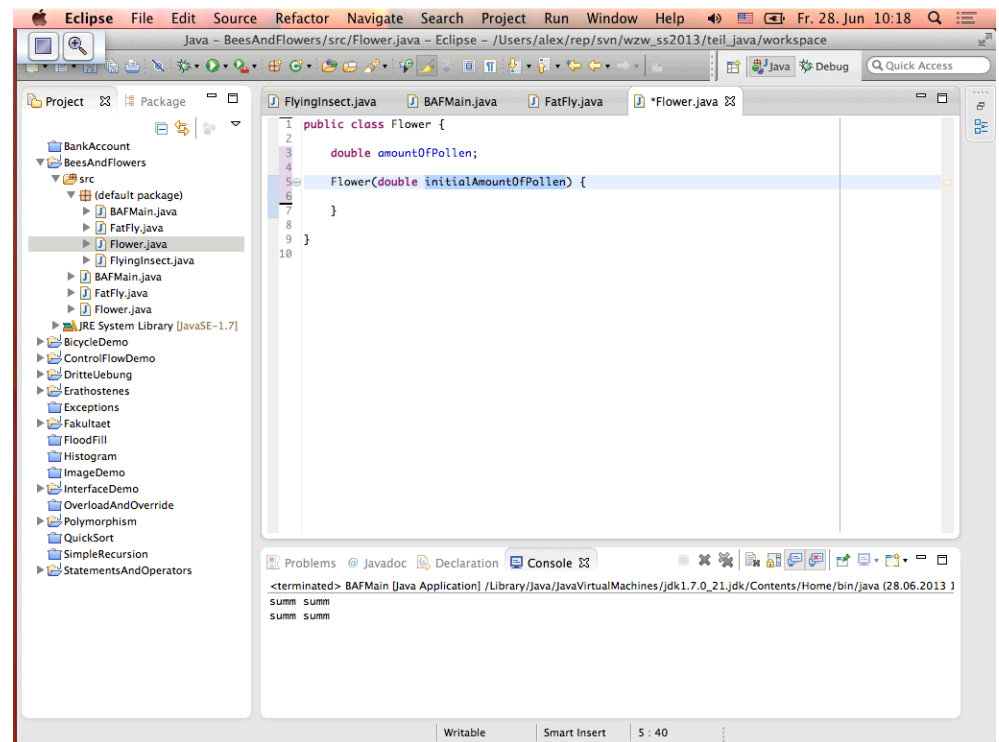 Eclipse File Edit Source Refactor Navigate Search Project Run Window Help Fr. 28. Jun 10:18
Java – BeesAndFlowers/src/Flower.java – Eclipse – /Users/alex/rep/svn/wzw_ss2013/teil_java/workspace
Java Debug Quick Access
Project Package
BankAccount
BeesAndFlowers
src
(default package)
BAFMain.java
FatFly.java
Flower.java
FlyingInsect.java
BAFMain.java
FatFly.java
Flower.java
JRE System Library [JavaSE-1.7]
BicycleDemo
ControlFlowDemo
DritteUebung
Erathostenes
Exceptions
Fakultaet
FloodFill
Histogram
ImageDemo
InterfaceDemo
OverloadAndOverride
Polymorphism
QuickSort
SimpleRecursion
StatementsAndOperators
FlyingInsect.java BAFMain.java FatFly.java *Flower.java
1 public class Flower {
2
3 double amountOfPollen;
4
5 Flower(double initialAmountOfPollen) {
6
7 }
8
9 }
10
Problems @ Javadoc Declaration Console
<terminated> BAFMain [Java Application] /Library/Java/JavaVirtualMachines/jdk1.7.0_21.jdk/Contents/Home/bin/java (28.06.2013 1
summ summ
summ summ
Writable Smart Insert 5 : 40